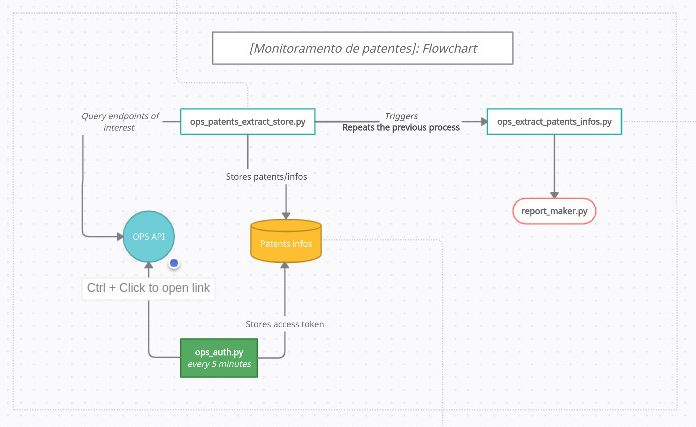 [Monitoramento de patentes]: Flowchart
Query endpoints of
interest
ops_patents_extract_store.py
Triggers
Repeats the previous process
ops_extract_patents_infos.py
Stores patents/infos
report_maker.py
OPS API
Patents infos
Ctrl + Click to open link
Stores access token
ops_auth.py
every 5 minutes